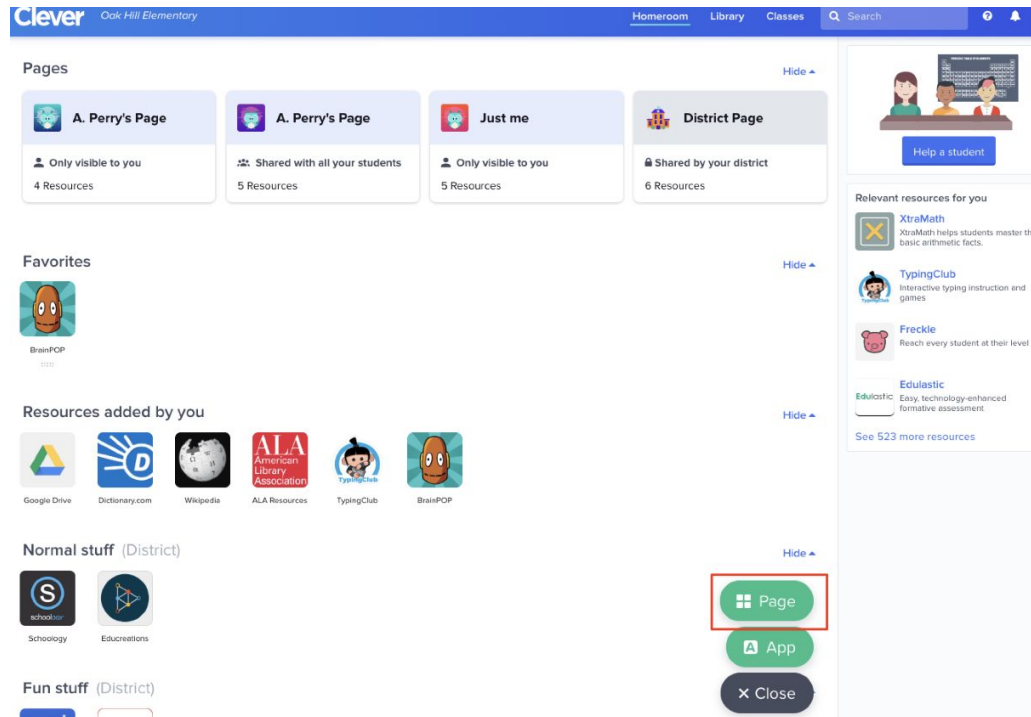 Clever Oak Hill Elementary
Homeroom Library Classes Search
Pages
Hide
A. Perry's Page
Only visible to you
4 Resources
A. Perry's Page
Shared with all your students
5 Resources
Just me
Only visible to you
5 Resources
District Page
Shared by your district
6 Resources
Favorites
Hide
BrainPOP
Resources added by you
Hide
Google Drive
D
Dictionary.com
W
Wikipedia
ALA
American
Library
Association
ALA Resources
TypingClub
TypingClub
BrainPOP
Normal stuff (District)
Hide
S
Schoology
Educreations
Fun stuff (District)
Page
A App
Close
Help a student
Relevant resources for you
XtraMath
XtraMath helps students master th
basic arithmetic facts.
TypingClub
Interactive typing instruction and
games
Freckle
Reach every student at their level
Edulastic
Edulastic
Easy, technology-enhanced
formative assessment
See 523 more resources